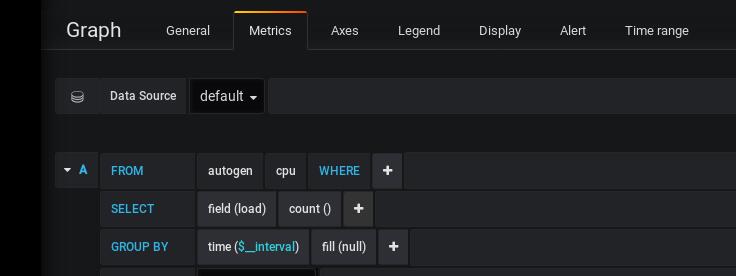 Graph General Metrics Axes Legend Display Alert Time range
Data Source default
A FROM autogen cpu WHERE +
SELECT field (load) count () +
GROUP BY time ($__interval) fill (null) +